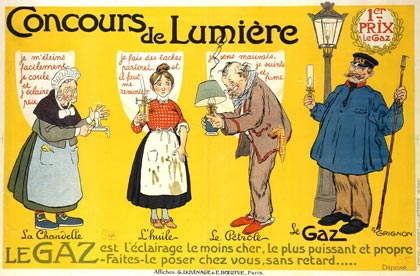 Concours de Lumière
1er
PRIX
le Gaz
je m'éteins
facilement
je coule
et
j'éclaire
peu
je fais des taches
partout
et
il faut
me
remonter
je sens mauvais
je suinte
et
fume
La Chandelle
L'huile
Le Pétrole
Le Gaz
GRIGNON
LE GAZ est l'éclairage le moins cher, le plus puissant et propre
Faites-le poser chez vous, sans retard.....
Déposé
Affiches, G. DUVINAGE & E. BOEUFVE, Paris.